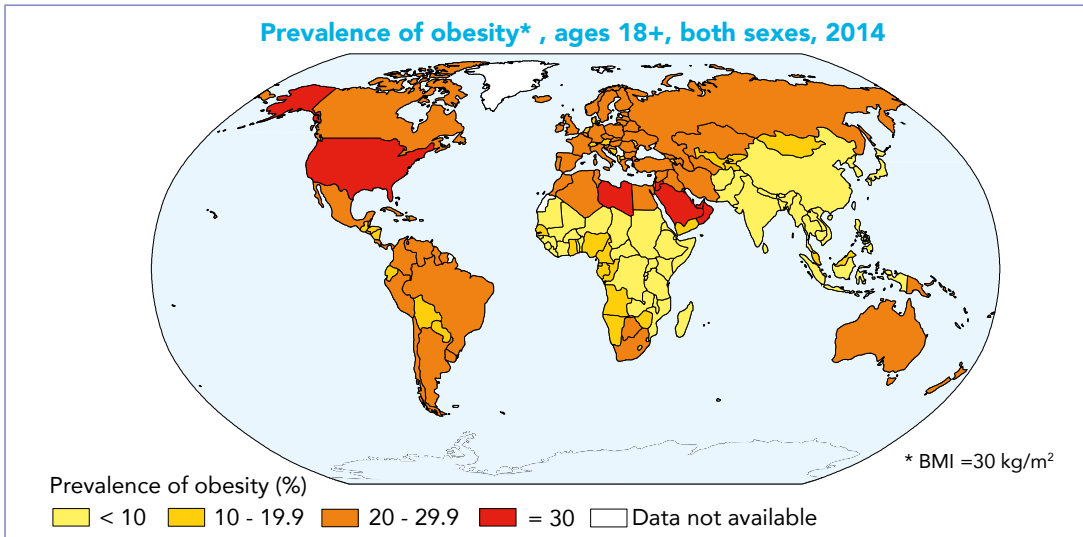 Prevalence of obesity* , ages 18+, both sexes, 2014
* BMI =30 kg/m²
Prevalence of obesity (%)
< 10 10 - 19.9 20 - 29.9 = 30 Data not available